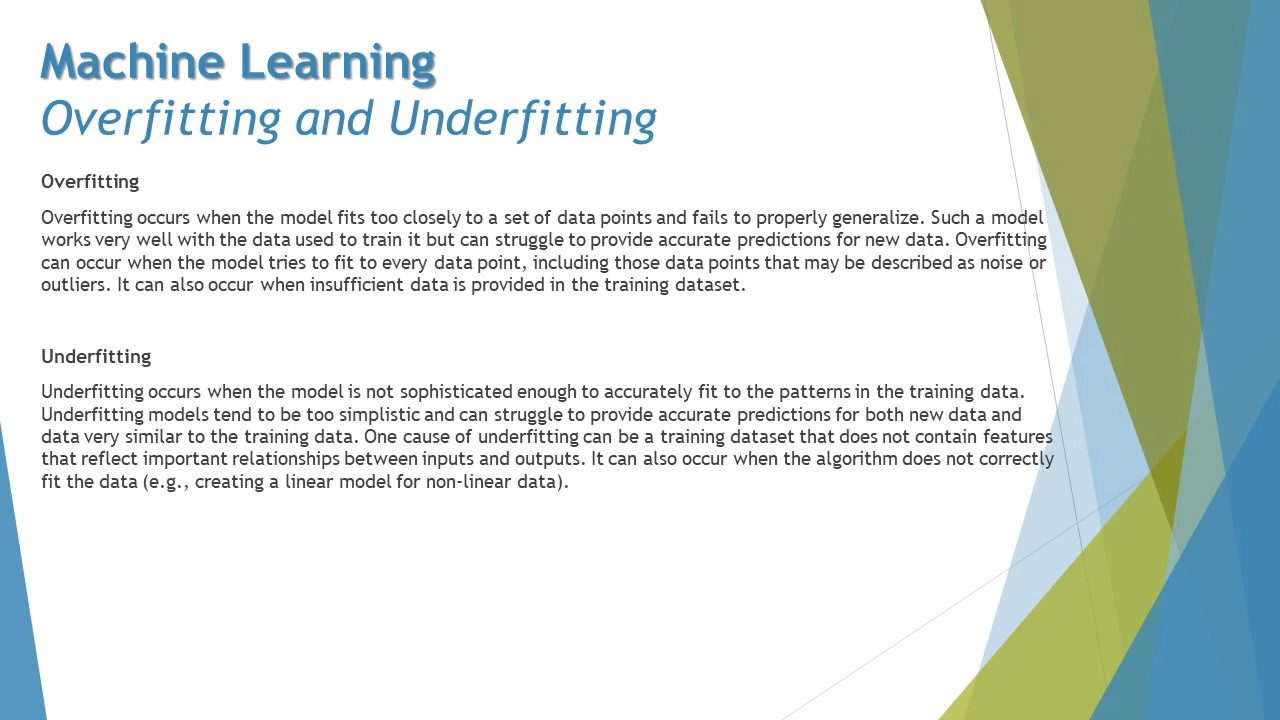 Machine Learning
Overfitting and Underfitting
Overfitting
Overfitting occurs when the model fits too closely to a set of data points and fails to properly generalize. Such a model
works very well with the data used to train it but can struggle to provide accurate predictions for new data. Overfitting
can occur when the model tries to fit to every data point, including those data points that may be described as noise or
outliers. It can also occur when insufficient data is provided in the training dataset.
Underfitting
Underfitting occurs when the model is not sophisticated enough to accurately fit to the patterns in the training data.
Underfitting models tend to be too simplistic and can struggle to provide accurate predictions for both new data and
data very similar to the training data. One cause of underfitting can be a training dataset that does not contain features
that reflect important relationships between inputs and outputs. It can also occur when the algorithm does not correctly
fit the data (e.g., creating a linear model for non-linear data).